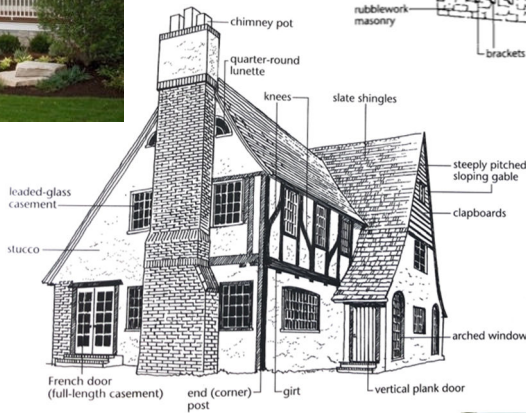 rubblework
masonry
brackets
chimney pot
quarter-round
lunette
knees
slate shingles
steeply pitched
sloping gable
leaded-glass
casement
clapboards
stucco
arched window
French door
(full-length casement)
end (corner)
post
girt
vertical plank door